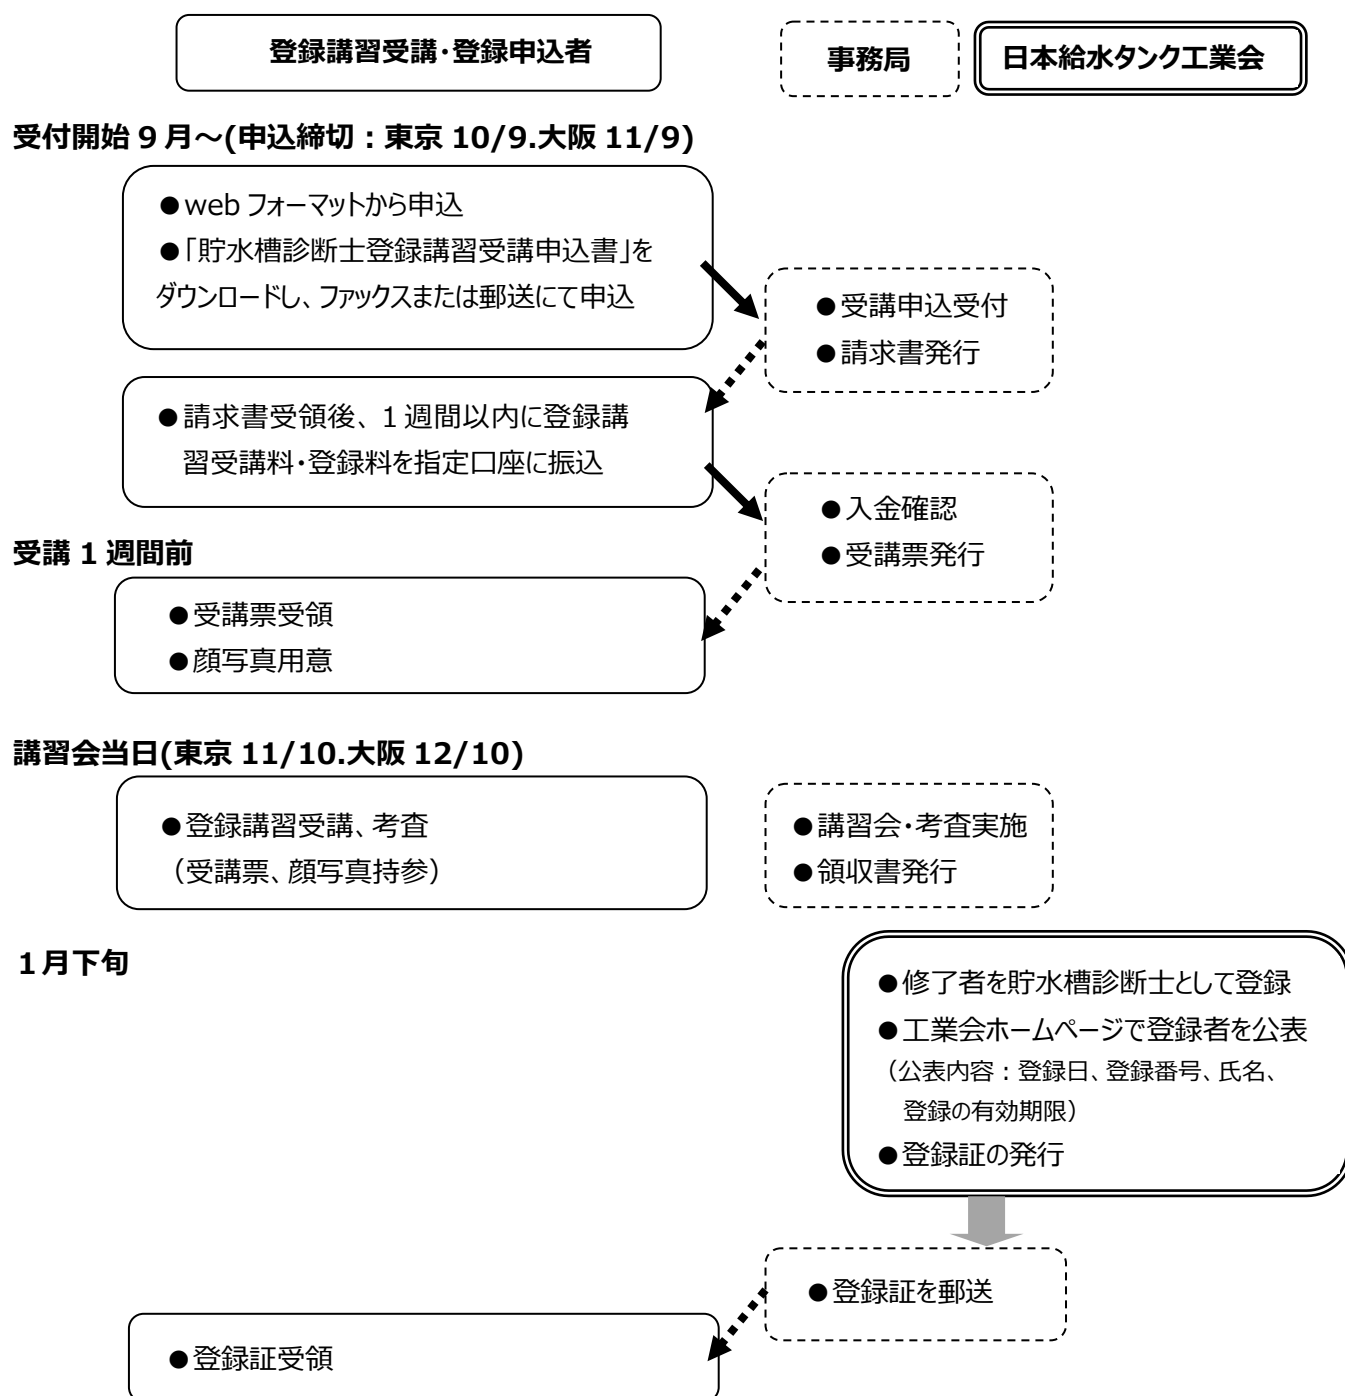 登録講習受講・登録申込者
事務局
日本給水タンク工業会
受付開始 9 月～(申込締切：東京 10/9.大阪 11/9)
●web フォーマットから申込
●「貯水槽診断士登録講習受講申込書」を
ダウンロードし、ファックスまたは郵送にて申込
●受講申込受付
●請求書発行
●請求書受領後、1 週間以内に登録講
習受講料・登録料を指定口座に振込
●入金確認
●受講票発行
受講 1 週間前
●受講票受領
●顔写真用意
講習会当日(東京 11/10.大阪 12/10)
●登録講習受講、考査
（受講票、顔写真持参）
●講習会・考査実施
●領収書発行
1月下旬
●修了者を貯水槽診断士として登録
●工業会ホームページで登録者を公表
（公表内容：登録日、登録番号、氏名、
登録の有効期限）
●登録証の発行
●登録証を郵送
●登録証受領